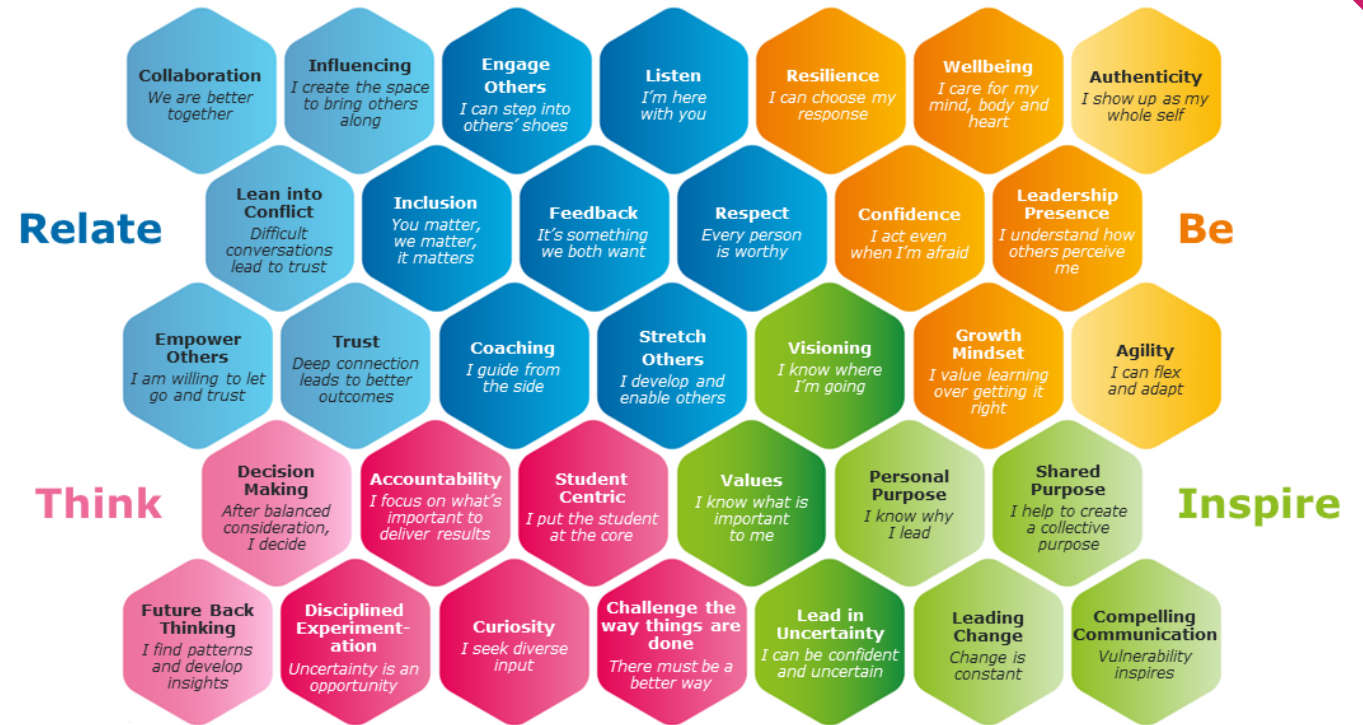 Collaboration
We are better
together
Influencing
I create the space
to bring others
along
Engage
Others
I can step into
others' shoes
Listen
I'm here
with you
Resilience
I can choose my
response
Wellbeing
I care for my
mind, body and
heart
Authenticity
I show up as my
whole self
Relate
Lean into
Conflict
Difficult
conversations
lead to trust
Inclusion
You matter,
we matter,
it matters
Feedback
It's something
we both want
Respect
Every person
is worthy
Confidence
I act even
when I'm afraid
Leadership
Presence
I understand how
others perceive
me
Be
Empower
Others
I am willing to let
go and trust
Trust
Deep connection
leads to better
outcomes
Coaching
I guide from
the side
Stretch
Others
I develop and
enable others
Visioning
I know where
I'm going
Growth
Mindset
I value learning
over getting it
right
Agility
I can flex
and adapt
Think
Decision
Making
After balanced
consideration,
I decide
Accountability
I focus on what's
important to
deliver results
Student
Centric
I put the student
at the core
Values
I know what is
important
to me
Personal
Purpose
I know why
I lead
Shared
Purpose
I help to create
a collective
purpose
Inspire
Future Back
Thinking
I find patterns
and develop
insights
Disciplined
Experiment-
ation
Uncertainty is an
opportunity
Curiosity
I seek diverse
input
Challenge the
way things are
done
There must be a
better way
Lead in
Uncertainty
I can be confident
and uncertain
Leading
Change
Change is
constant
Compelling
Communication
Vulnerability
inspires